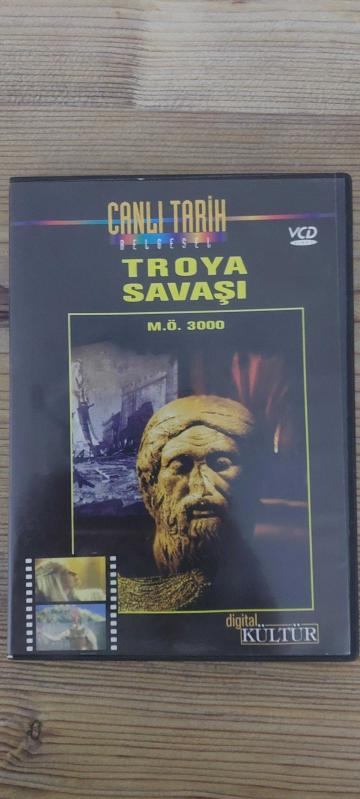 CANLI TARİH
BELGESEL
VCD
TROYA
SAVAŞI
M.Ö. 3000
digital
KÜLTÜR